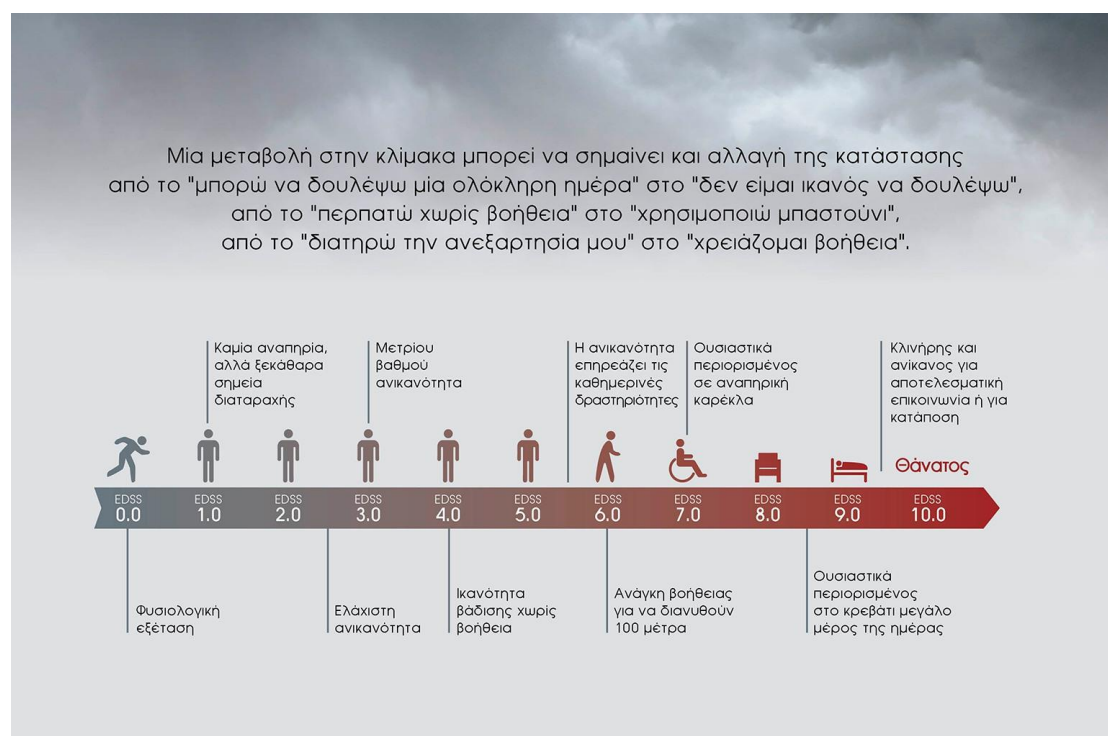 Μία μεταβολή στην κλίμακα μπορεί να σημαίνει και αλλαγή της κατάστασης
από το "μπορώ να δουλέψω μία ολόκληρη ημέρα" στο "δεν είμαι ικανός να δουλέψω",
από το "περπατώ χωρίς βοήθεια" στο "χρησιμοποιώ μπαστούνι",
από το "διατηρώ την ανεξαρτησία μου" στο "χρειάζομαι βοήθεια".
Καμία αναπηρία,
αλλά ξεκάθαρα
σημεία
διαταραχής
Μετρίου
βαθμού
ανικανότητα
Η ανικανότητα
επηρεάζει τις
καθημερινές
δραστηριότητες
Ουσιαστικά
περιορισμένος
σε αναπηρική
καρέκλα
Κλινήρης και
ανίκανος για
αποτελεσματική
επικοινωνία ή για
κατάποση
Θάνατος
EDSS
0.0
EDSS
1.0
EDSS
2.0
EDSS
3.0
EDSS
4.0
EDSS
5.0
EDSS
6.0
EDSS
7.0
EDSS
8.0
EDSS
9.0
EDSS
10.0
Φυσιολογική
εξέταση
Ελάχιστη
ανικανότητα
Ικανότητα
βάδισης χωρίς
βοήθεια
Ανάγκη βοήθειας
για να διανυθούν
100 μέτρα
Ουσιαστικά
περιορισμένος
στο κρεβάτι μεγάλο
μέρος της ημέρας